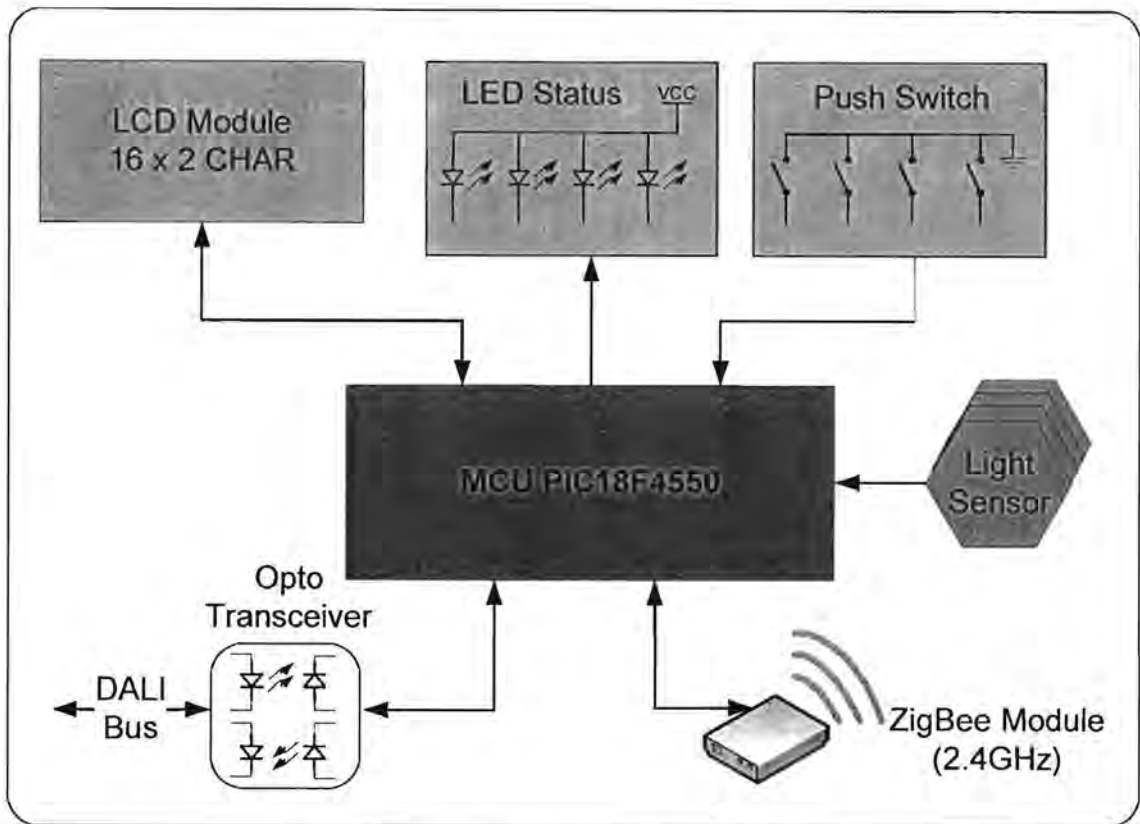 LCD Module
16 x 2 CHAR
LED Status
VCC
Push Switch
MCU PIC18F4550
Light
Sensor
Opto
Transceiver
DALI
Bus
ZigBee Module
(2.4GHz)